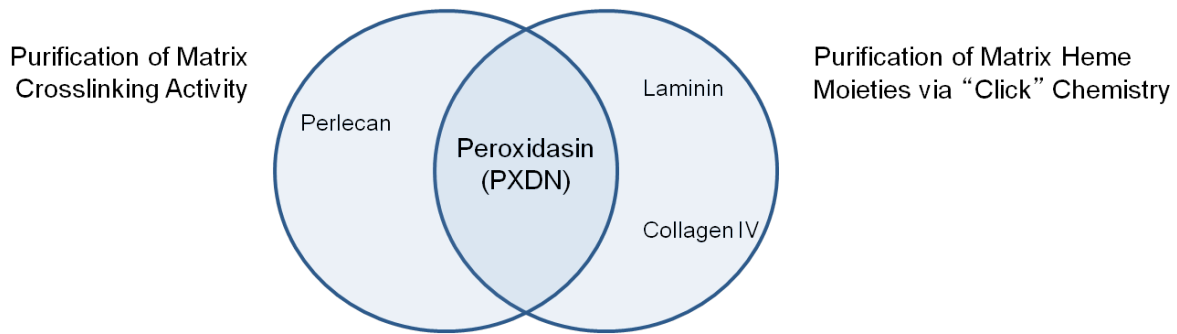 Purification of Matrix
Crosslinking Activity
Perlecan
Peroxidasin
(PXDN)
Laminin
Collagen IV
Purification of Matrix Heme
Moieties via “Click” Chemistry